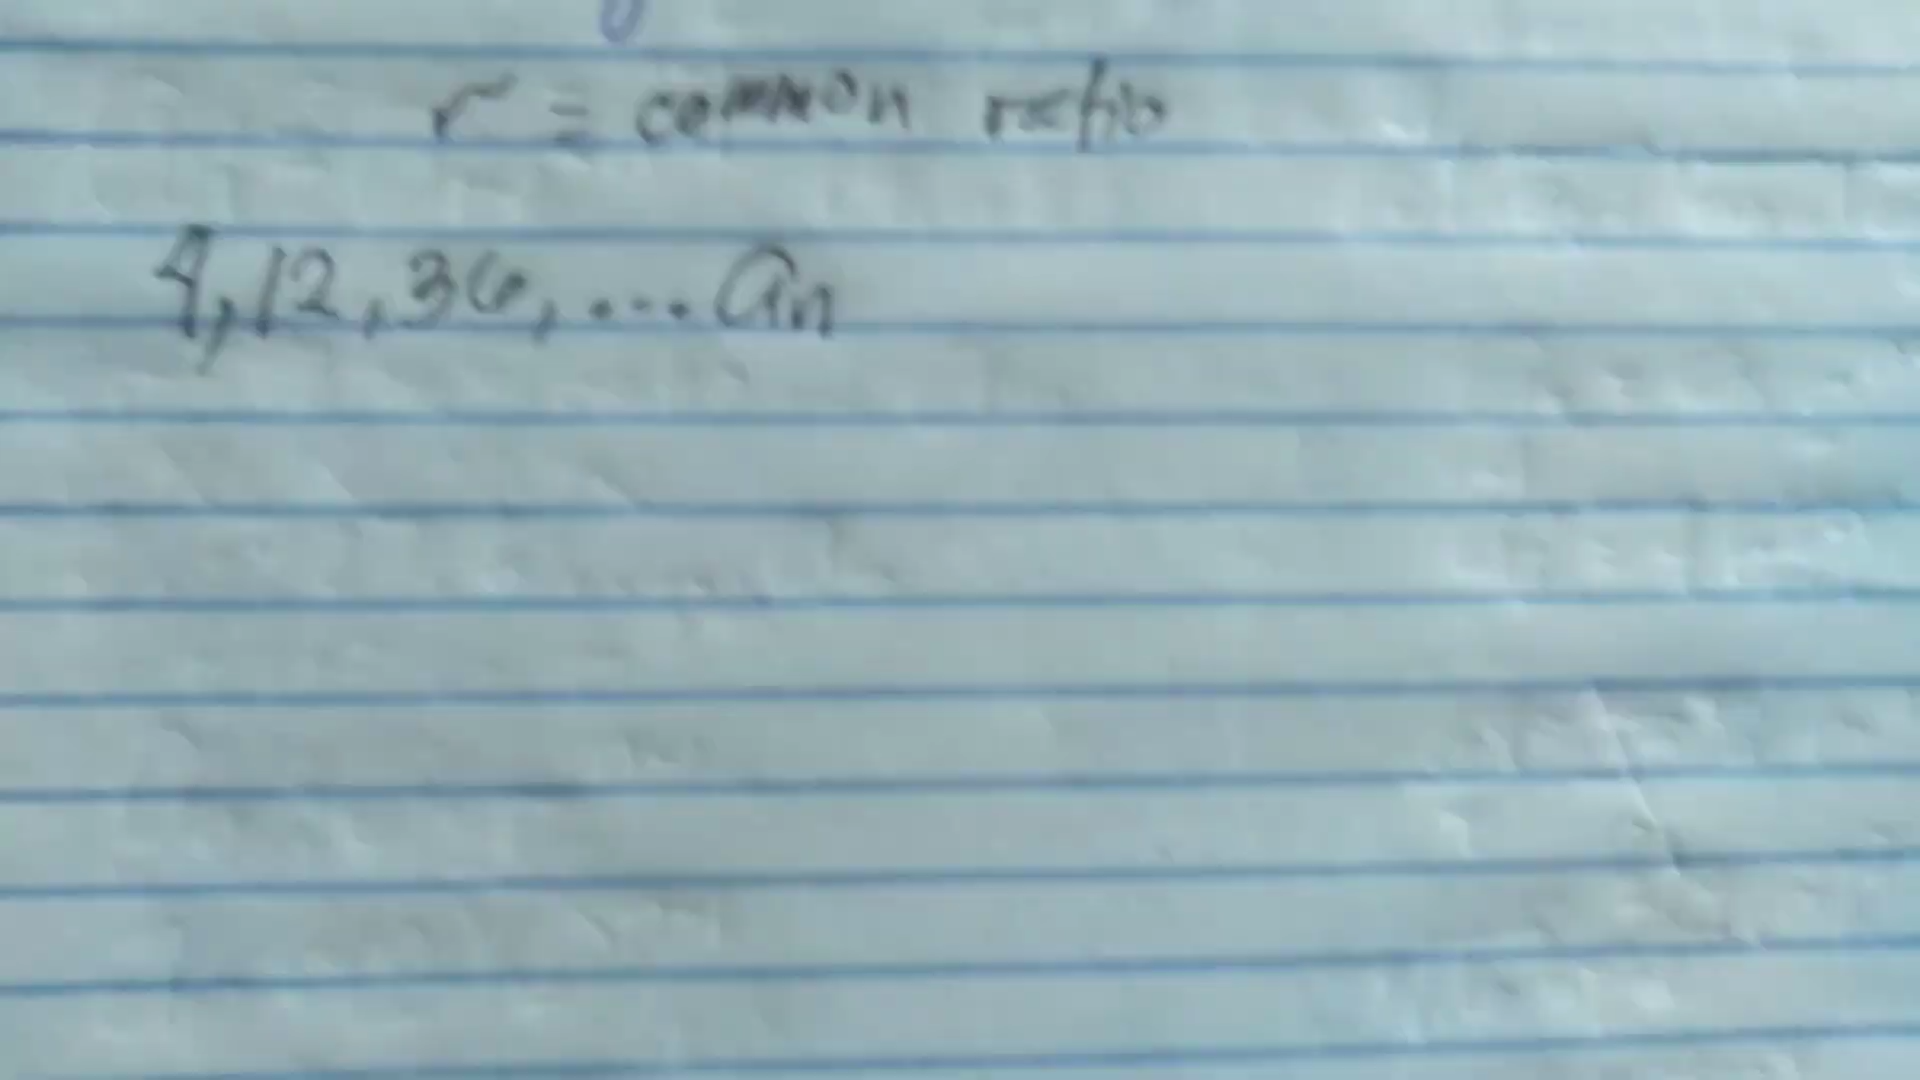 r = common ratio
4, 12, 36, ... an